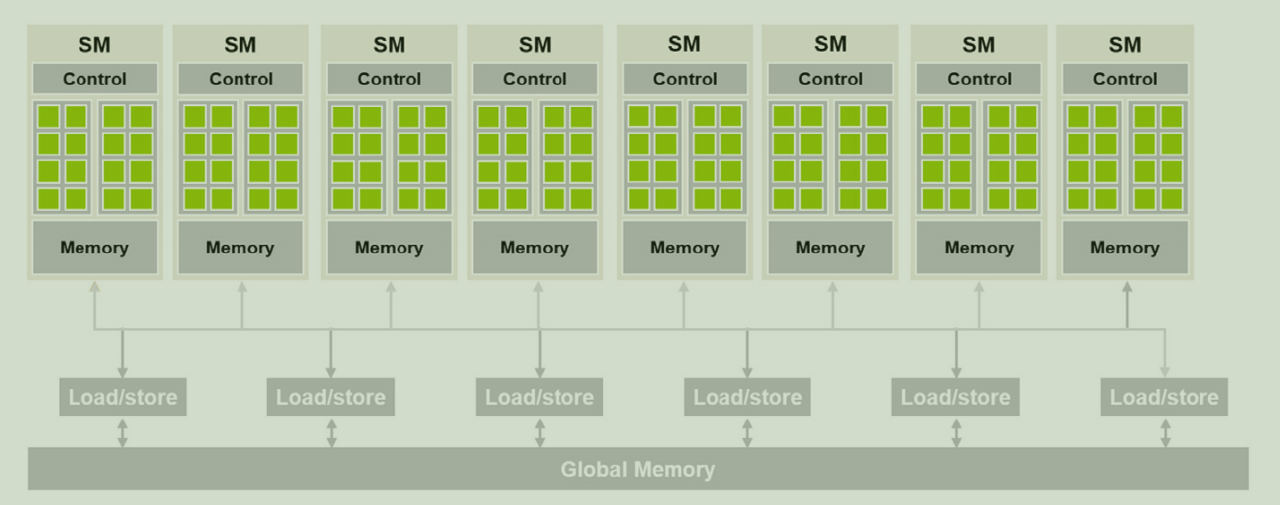 SM SM SM SM SM SM SM SM
Control Control Control Control Control Control Control Control
Memory Memory Memory Memory Memory Memory Memory Memory
Load/store Load/store Load/store Load/store Load/store Load/store
Global Memory